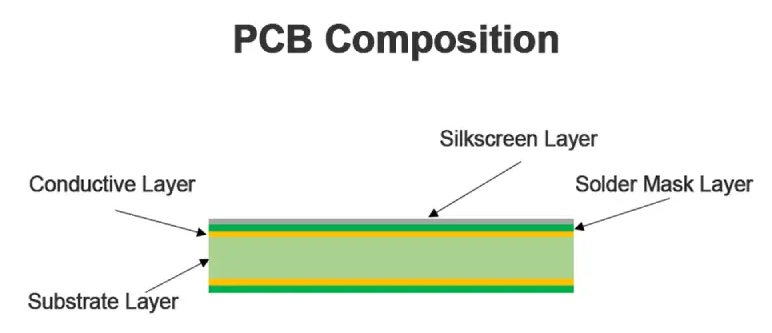 PCB Composition
Silkscreen Layer
Conductive Layer
Solder Mask Layer
Substrate Layer